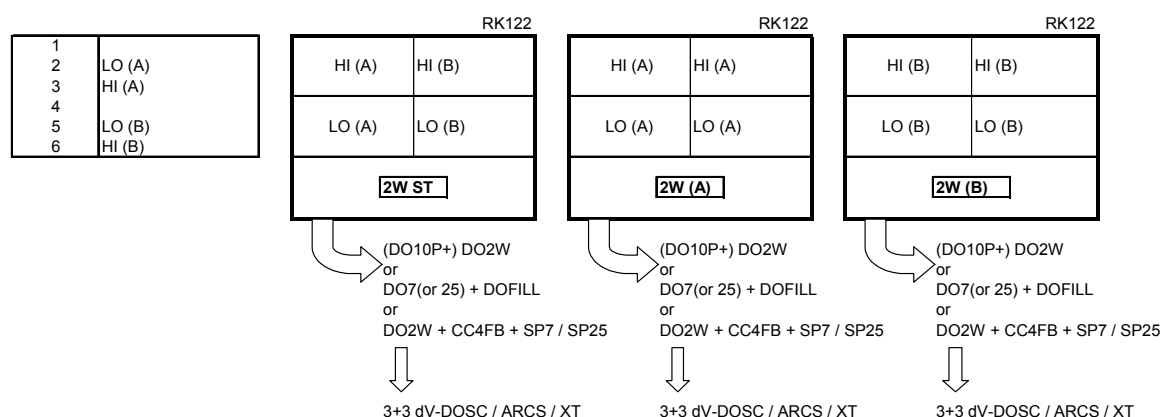 RK122 RK122 RK122
1
2 LO (A)
3 HI (A)
4
5 LO (B)
6 HI (B)
HI (A) HI (B)
LO (A) LO (B)
2W ST
HI (A) HI (A)
LO (A) LO (A)
2W (A)
HI (B) HI (B)
LO (B) LO (B)
2W (B)
(DO10P+) DO2W
or
DO7(or 25) + DOFILL
or
DO2W + CC4FB + SP7 / SP25
3+3 dV-DOSC / ARCS / XT
(DO10P+) DO2W
or
DO7(or 25) + DOFILL
or
DO2W + CC4FB + SP7 / SP25
3+3 dV-DOSC / ARCS / XT
(DO10P+) DO2W
or
DO7(or 25) + DOFILL
or
DO2W + CC4FB + SP7 / SP25
3+3 dV-DOSC / ARCS / XT